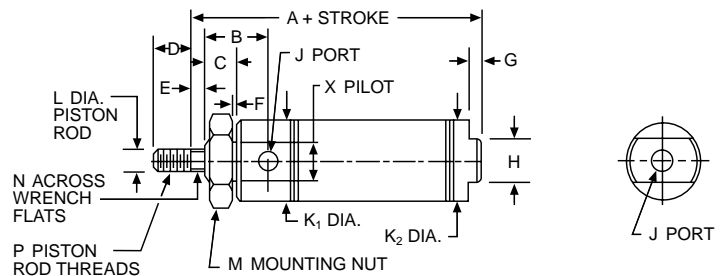 A + STROKE
B
D
J PORT
G
C
X PILOT
E
F
L DIA.
PISTON
ROD
H
N ACROSS
WRENCH
FLATS
K₁ DIA.
K₂ DIA.
J PORT
P PISTON
ROD THREADS
M MOUNTING NUT